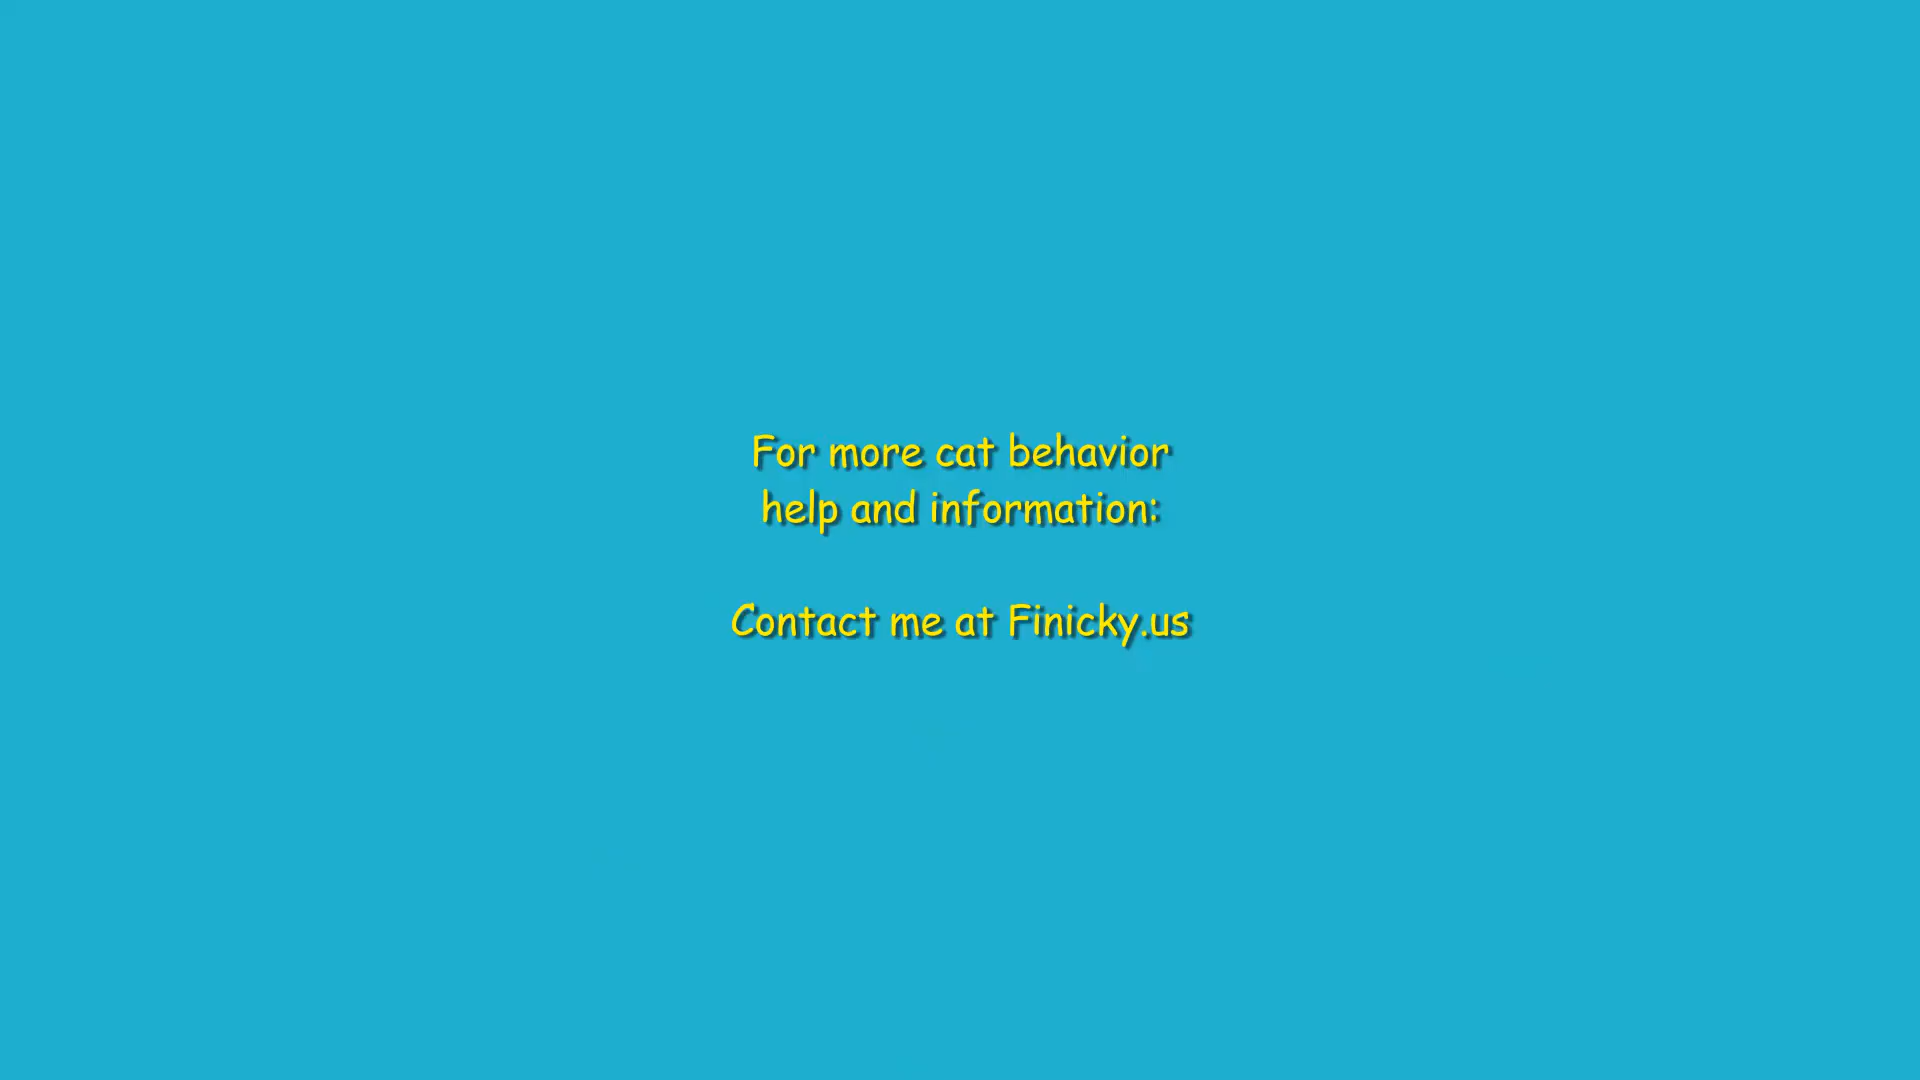 For more cat behavior
help and information:
Contact me at Finicky.us